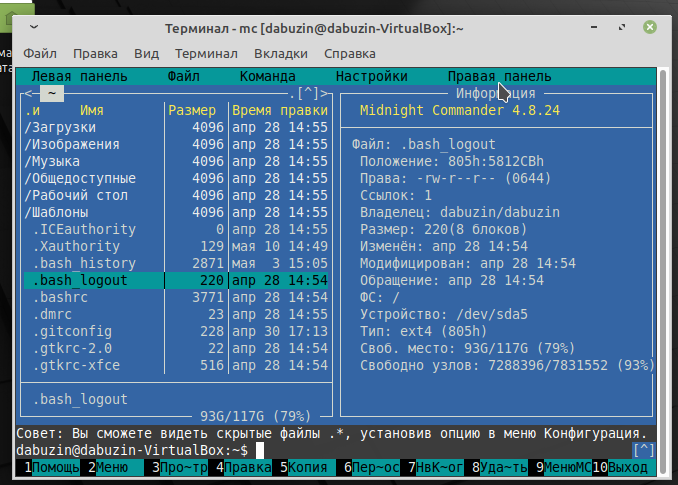 Терминал - mc [dabuzin@dabuzin-VirtualBox]:~
Файл Правка Вид Терминал Вкладки Справка
Левая панель Файл Команда Настройки Правая панель
<─ ~ .[^]>
.и Имя Размер Время правки
/Загрузки 4096 апр 28 14:55
/Изображения 4096 апр 28 14:55
/Музыка 4096 апр 28 14:55
/Общедоступные 4096 апр 28 14:55
/Рабочий стол 4096 апр 28 14:55
/Шаблоны 4096 апр 28 14:55
.ICEauthority 0 апр 28 14:55
.Xauthority 129 мая 10 14:49
.bash_history 2871 мая 3 15:05
.bash_logout 220 апр 28 14:54
.bashrc 3771 апр 28 14:54
.dmrc 23 апр 28 14:55
.gitconfig 228 апр 30 17:13
.gtkrc-2.0 22 апр 28 14:54
.gtkrc-xfce 516 апр 28 14:54
.bash_logout
93G/117G (79%)
Информация
Midnight Commander 4.8.24
Файл: .bash_logout
Положение: 805h:5812CBh
Права: -rw-r--r-- (0644)
Ссылок: 1
Владелец: dabuzin/dabuzin
Размер: 220(8 блоков)
Изменён: апр 28 14:54
Модифицирован: апр 28 14:54
Обращение: апр 28 14:54
ФС: /
Устройство: /dev/sda5
Тип: ext4 (805h)
Своб. место: 93G/117G (79%)
Свободно узлов: 7288396/7831552 (93%)
Совет: Вы сможете видеть скрытые файлы .*, установив опцию в меню Конфигурация.
dabuzin@dabuzin-VirtualBox:~$ [^]
1Помощь 2Меню 3Про~тр 4Правка 5Копия 6Пер~ос 7НвК~ог 8Уда~ть 9МенюМС 10Выход